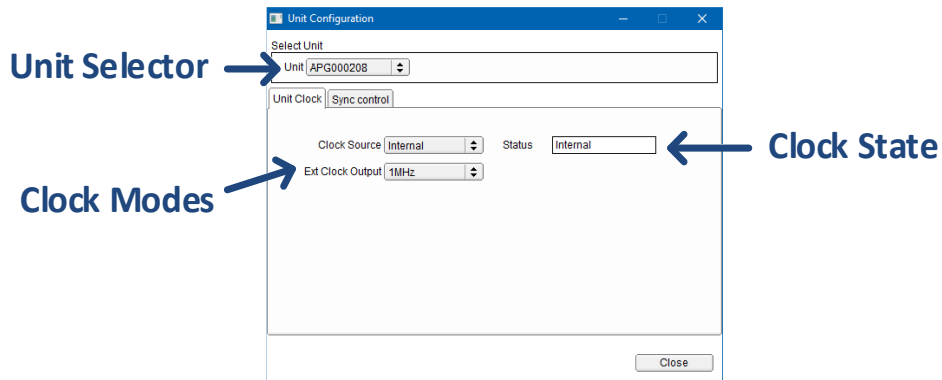 Unit Configuration
Select Unit
Unit Selector
Unit APG000208
Unit Clock Sync control
Clock Source Internal Status Internal
Clock State
Ext Clock Output 1MHz
Clock Modes
Close